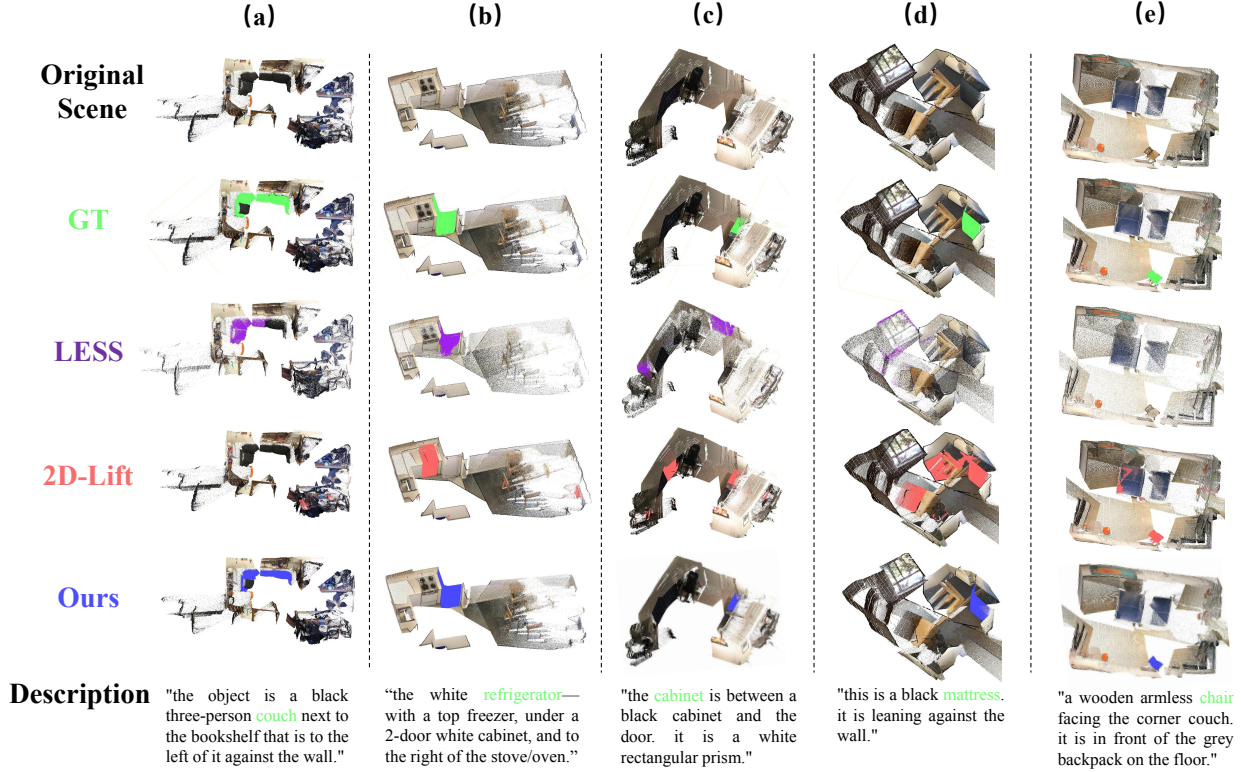 (a) (b) (c) (d) (e)
Original
Scene
GT
LESS
2D-Lift
Ours
Description
"the object is a black
three-person couch next to
the bookshelf that is to the
left of it against the wall."
“the white refrigerator—
with a top freezer, under a
2-door white cabinet, and to
the right of the stove/oven.”
"the cabinet is between a
black cabinet and the
door. it is a white
rectangular prism."
"this is a black mattress.
it is leaning against the
wall."
"a wooden armless chair
facing the corner couch.
it is in front of the grey
backpack on the floor."